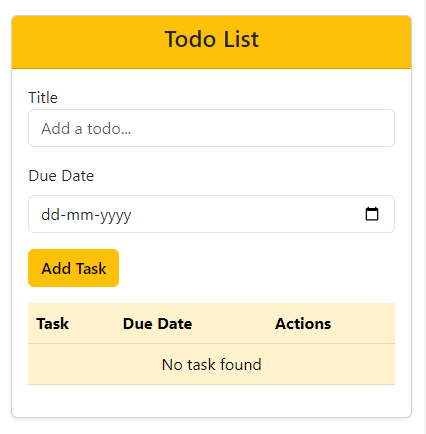 Todo List
Title
Add a todo...
Due Date
dd-mm-yyyy
Add Task
Task Due Date Actions
No task found